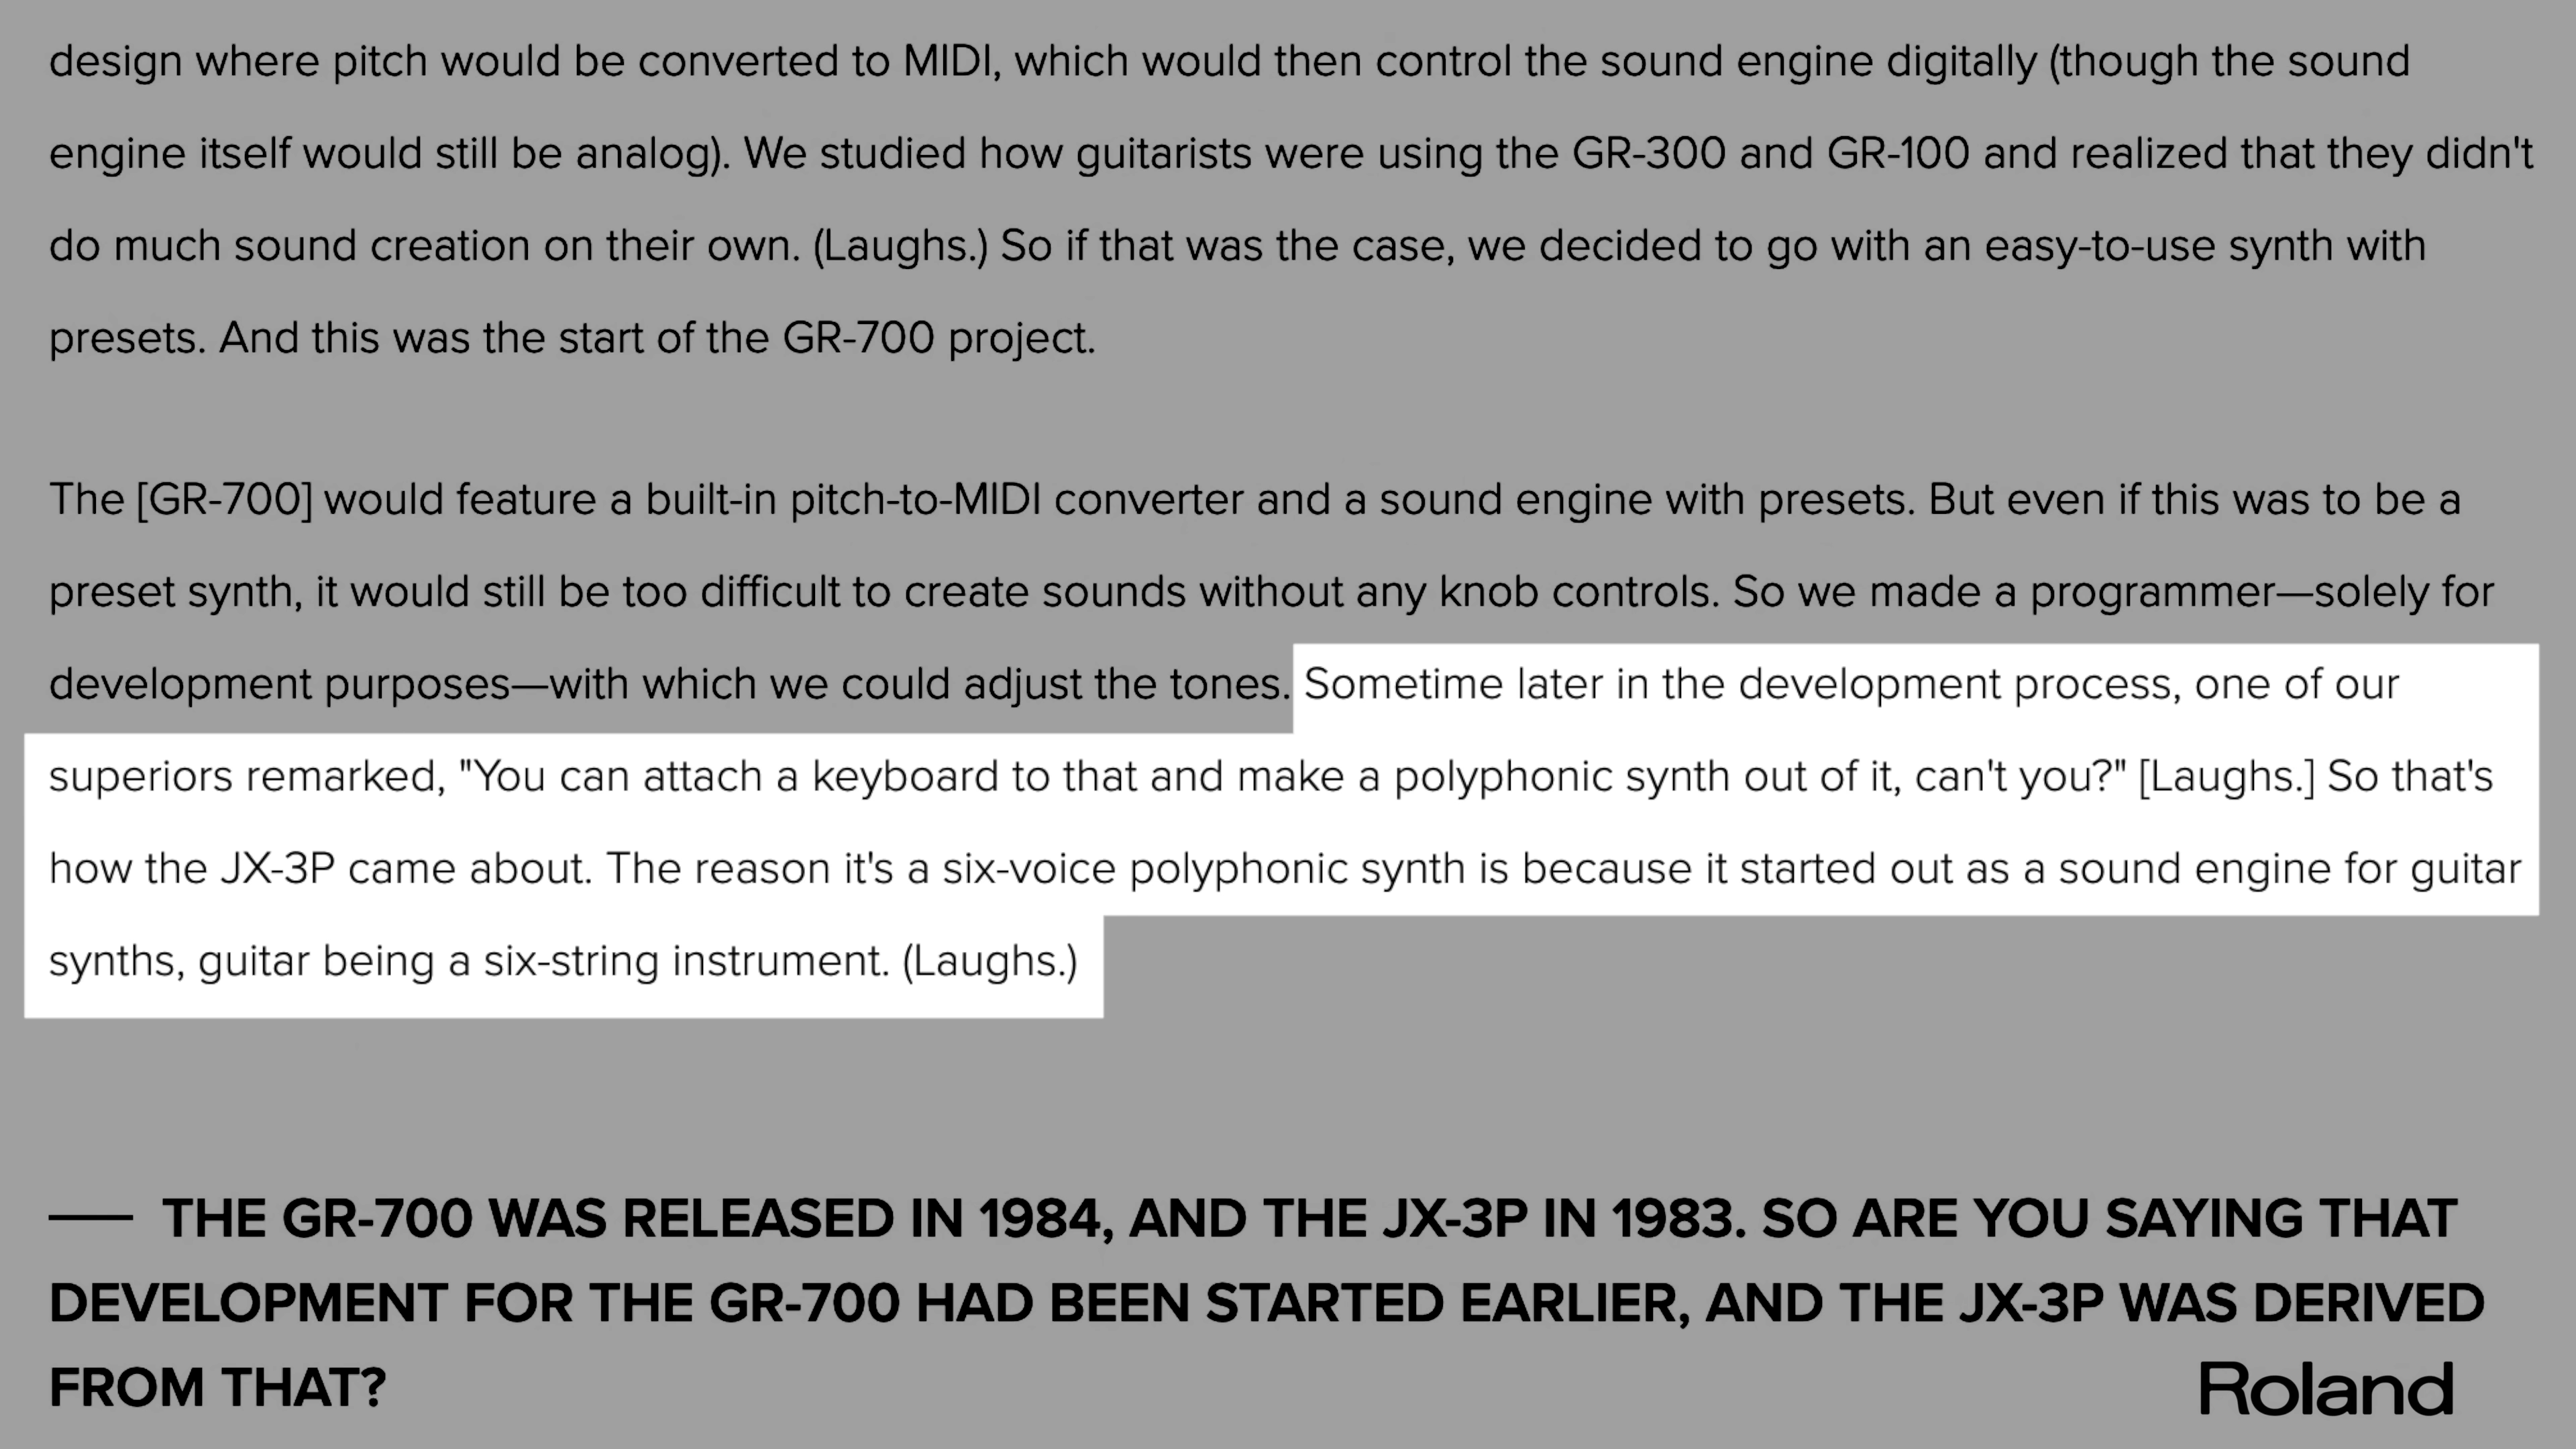 design where pitch would be converted to MIDI, which would then control the sound engine digitally (though the sound
engine itself would still be analog). We studied how guitarists were using the GR-300 and GR-100 and realized that they didn't
do much sound creation on their own. (Laughs.) So if that was the case, we decided to go with an easy-to-use synth with
presets. And this was the start of the GR-700 project.
The [GR-700] would feature a built-in pitch-to-MIDI converter and a sound engine with presets. But even if this was to be a
preset synth, it would still be too difficult to create sounds without any knob controls. So we made a programmer—solely for
development purposes—with which we could adjust the tones. Sometime later in the development process, one of our
superiors remarked, "You can attach a keyboard to that and make a polyphonic synth out of it, can't you?" [Laughs.] So that's
how the JX-3P came about. The reason it's a six-voice polyphonic synth is because it started out as a sound engine for guitar
synths, guitar being a six-string instrument. (Laughs.)
—— THE GR-700 WAS RELEASED IN 1984, AND THE JX-3P IN 1983. SO ARE YOU SAYING THAT
DEVELOPMENT FOR THE GR-700 HAD BEEN STARTED EARLIER, AND THE JX-3P WAS DERIVED
FROM THAT?
Roland